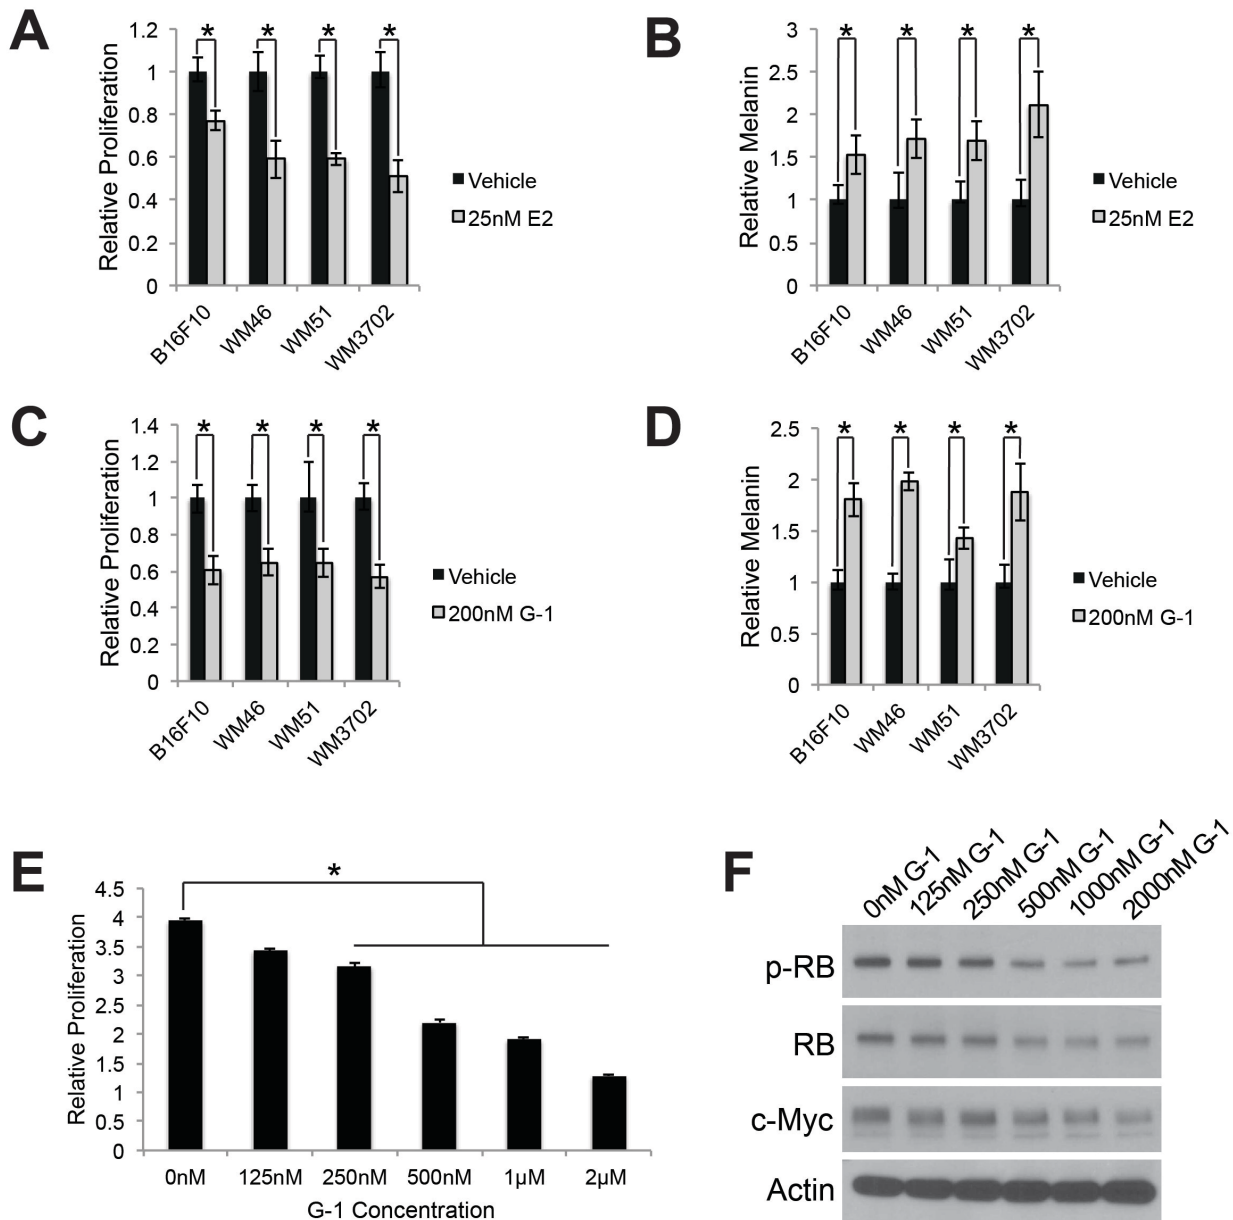 A
1.2
1
0.8
0.6
0.4
0.2
0
Relative Proliferation
* * * *
B16F10
WM46
WM51
WM3702
Vehicle
25nM E2
B
3
2.5
2
1.5
1
0.5
0
Relative Melanin
* * * *
B16F10
WM46
WM51
WM3702
Vehicle
25nM E2
C
1.4
1.2
1
0.8
0.6
0.4
0.2
0
Relative Proliferation
* * * *
B16F10
WM46
WM51
WM3702
Vehicle
200nM G-1
D
2.5
2
1.5
1
0.5
0
Relative Melanin
* * * *
B16F10
WM46
WM51
WM3702
Vehicle
200nM G-1
E
4.5
4
3.5
3
2.5
2
1.5
1
0.5
0
Relative Proliferation
*
0nM 125nM 250nM 500nM 1µM 2µM
G-1 Concentration
F
0nM G-1
125nM G-1
250nM G-1
500nM G-1
1000nM G-1
2000nM G-1
p-RB
RB
c-Myc
Actin